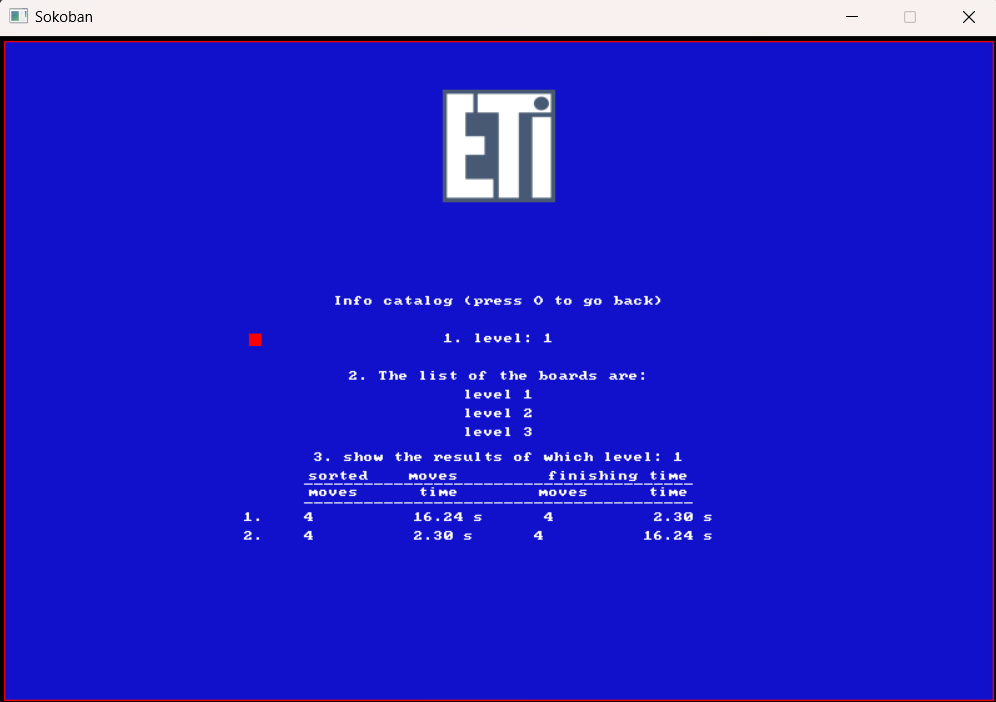 Sokoban
ETi
Info catalog (press O to go back)
1. level: 1
2. The list of the boards are:
level 1
level 2
level 3
3. show the results of which level: 1
sorted moves finishing time
moves time moves time
1. 4 16.24 s 4 2.30 s
2. 4 2.30 s 4 16.24 s